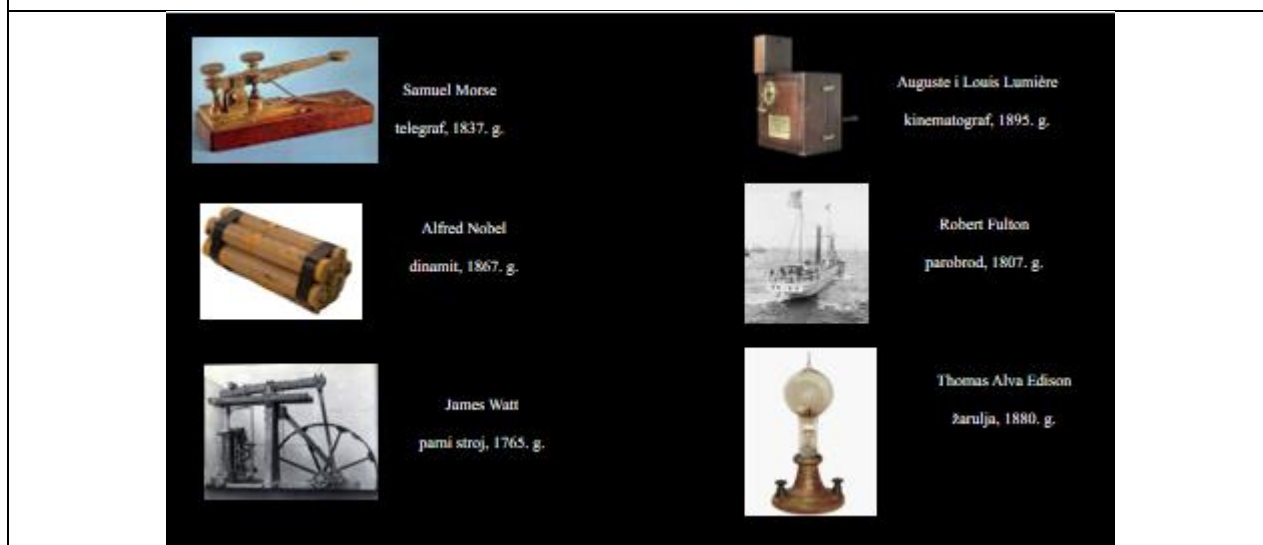 Samuel Morse
telegraf, 1837. g.
Alfred Nobel
dinamit, 1867. g.
James Watt
parni stroj, 1765. g.
Auguste i Louis Lumière
kinematograf, 1895. g.
Robert Fulton
parobrod, 1807. g.
Thomas Alva Edison
žarulja, 1880. g.